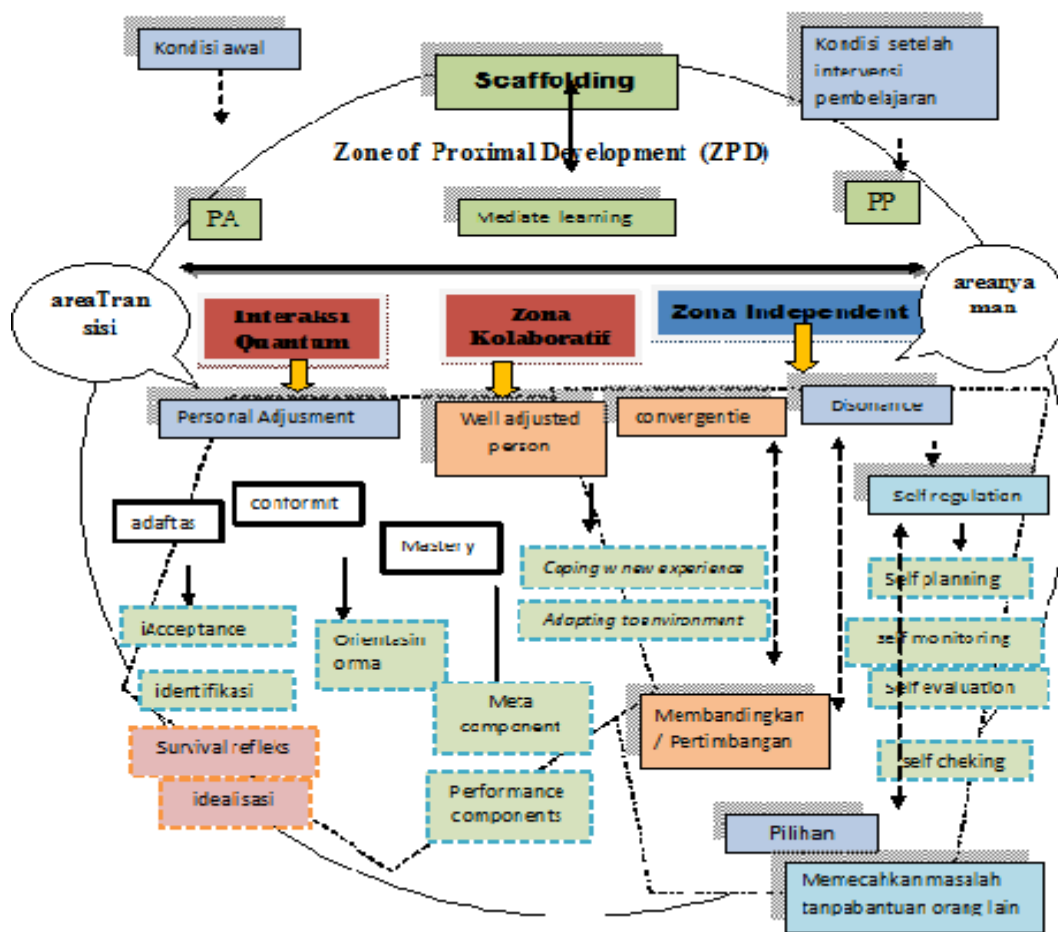 Kondisi awal
Scaffolding
Kondisi setelah
intervensi
pembelajaran
Zone of Proximal Development (ZPD)
PA
Mediate learning
PP
areaTran
sisi
areanya
man
Interaksi
Quantum
Zona
Kolaboratif
Zona Independent
Personal Adjusment
Well adjusted
person
convergentie
Disonance
Self regulation
adaftas
conformit
Mastery
Coping w new experience
Adapting to environment
Self planning
self monitoring
Self evaluation
self cheking
iAcceptance
identifikasi
Survival refleks
idealisasi
Orientasin
orma
Meta
component
Performance
components
Membandingkan
/ Pertimbangan
Pilihan
Memecahkan masalah
tanpabantuan orang lain